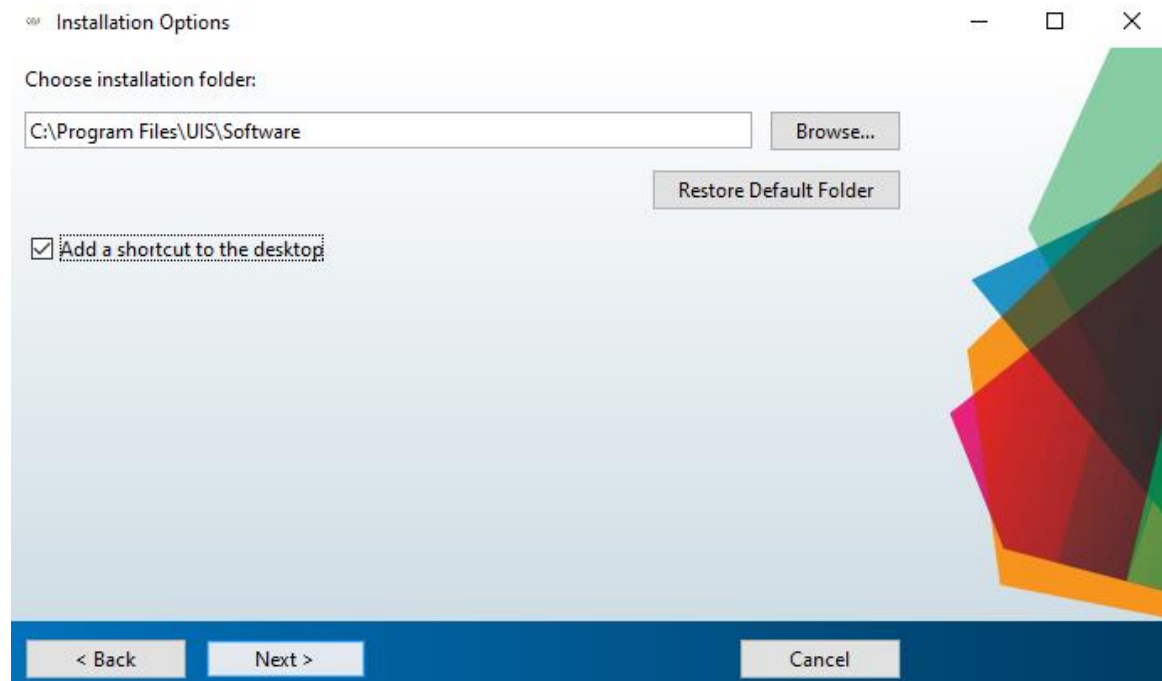 Installation Options
Choose installation folder:
C:\Program Files\UIS\Software
Browse...
Restore Default Folder
Add a shortcut to the desktop
< Back
Next >
Cancel